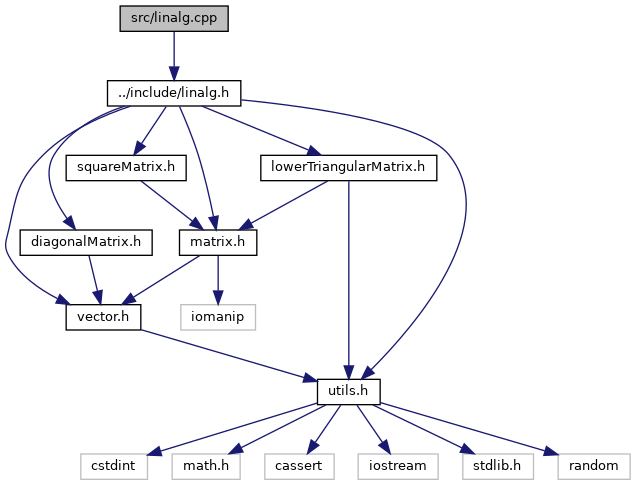 src/linalg.cpp
../include/linalg.h
squareMatrix.h
lowerTriangularMatrix.h
diagonalMatrix.h
matrix.h
vector.h
iomanip
utils.h
cstdint
math.h
cassert
iostream
stdlib.h
random